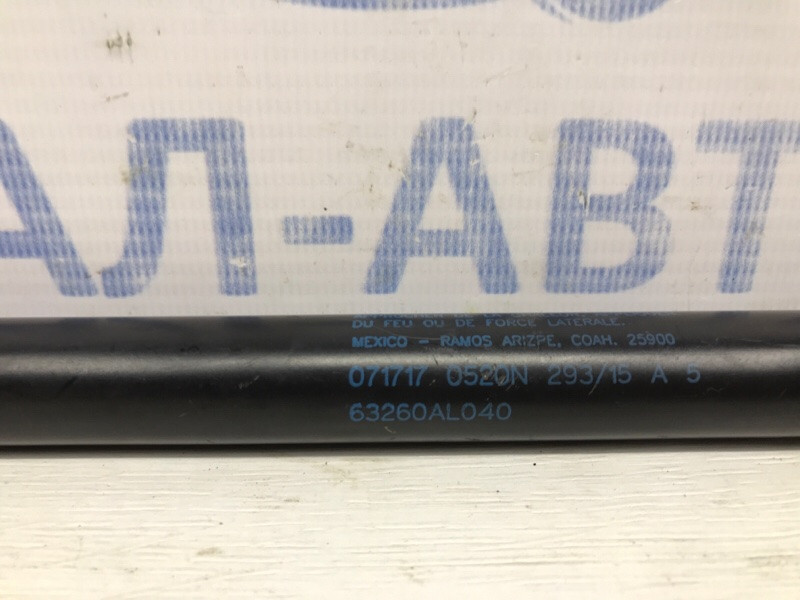 АЛ-АВТ
DU FEU OU DE FORCE LATERALE.
MEXICO - RAMOS ARIZPE, COAH. 25900
071717 0520N 293/15 A 5
63260AL040